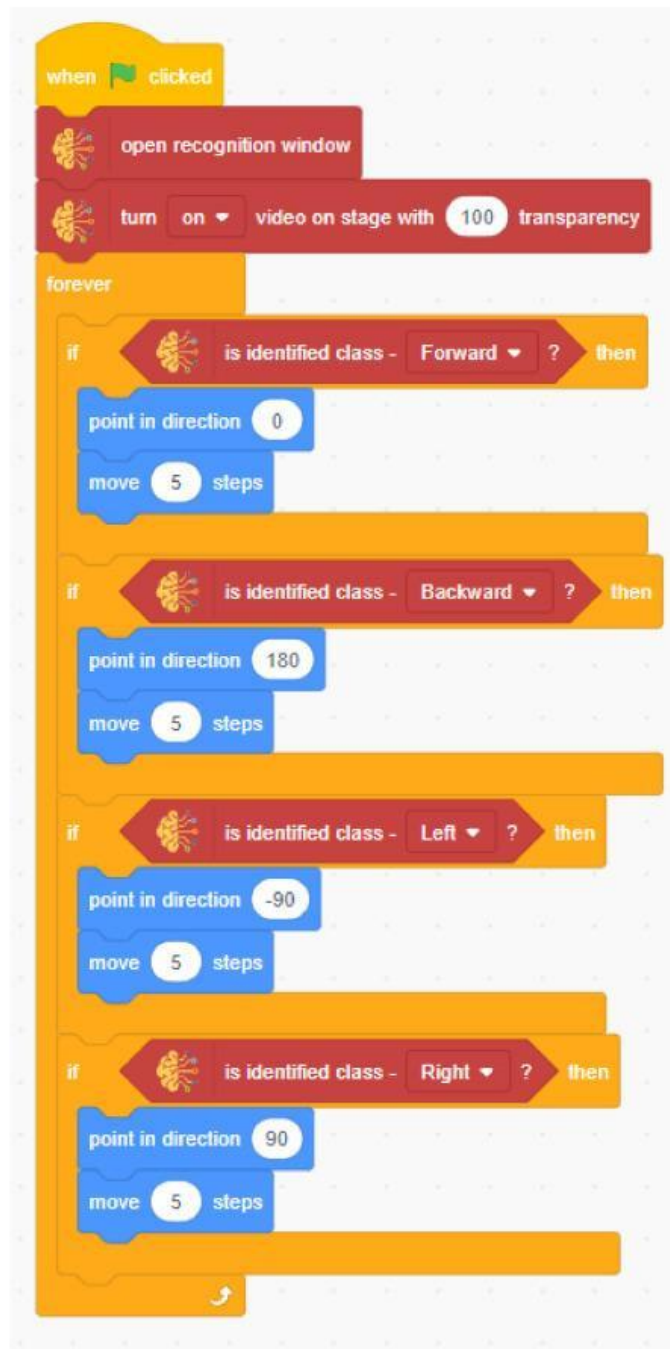 when clicked
open recognition window
turn on video on stage with 100 transparency
forever
if is identified class - Forward ? then
point in direction 0
move 5 steps
if is identified class - Backward ? then
point in direction 180
move 5 steps
if is identified class - Left ? then
point in direction -90
move 5 steps
if is identified class - Right ? then
point in direction 90
move 5 steps